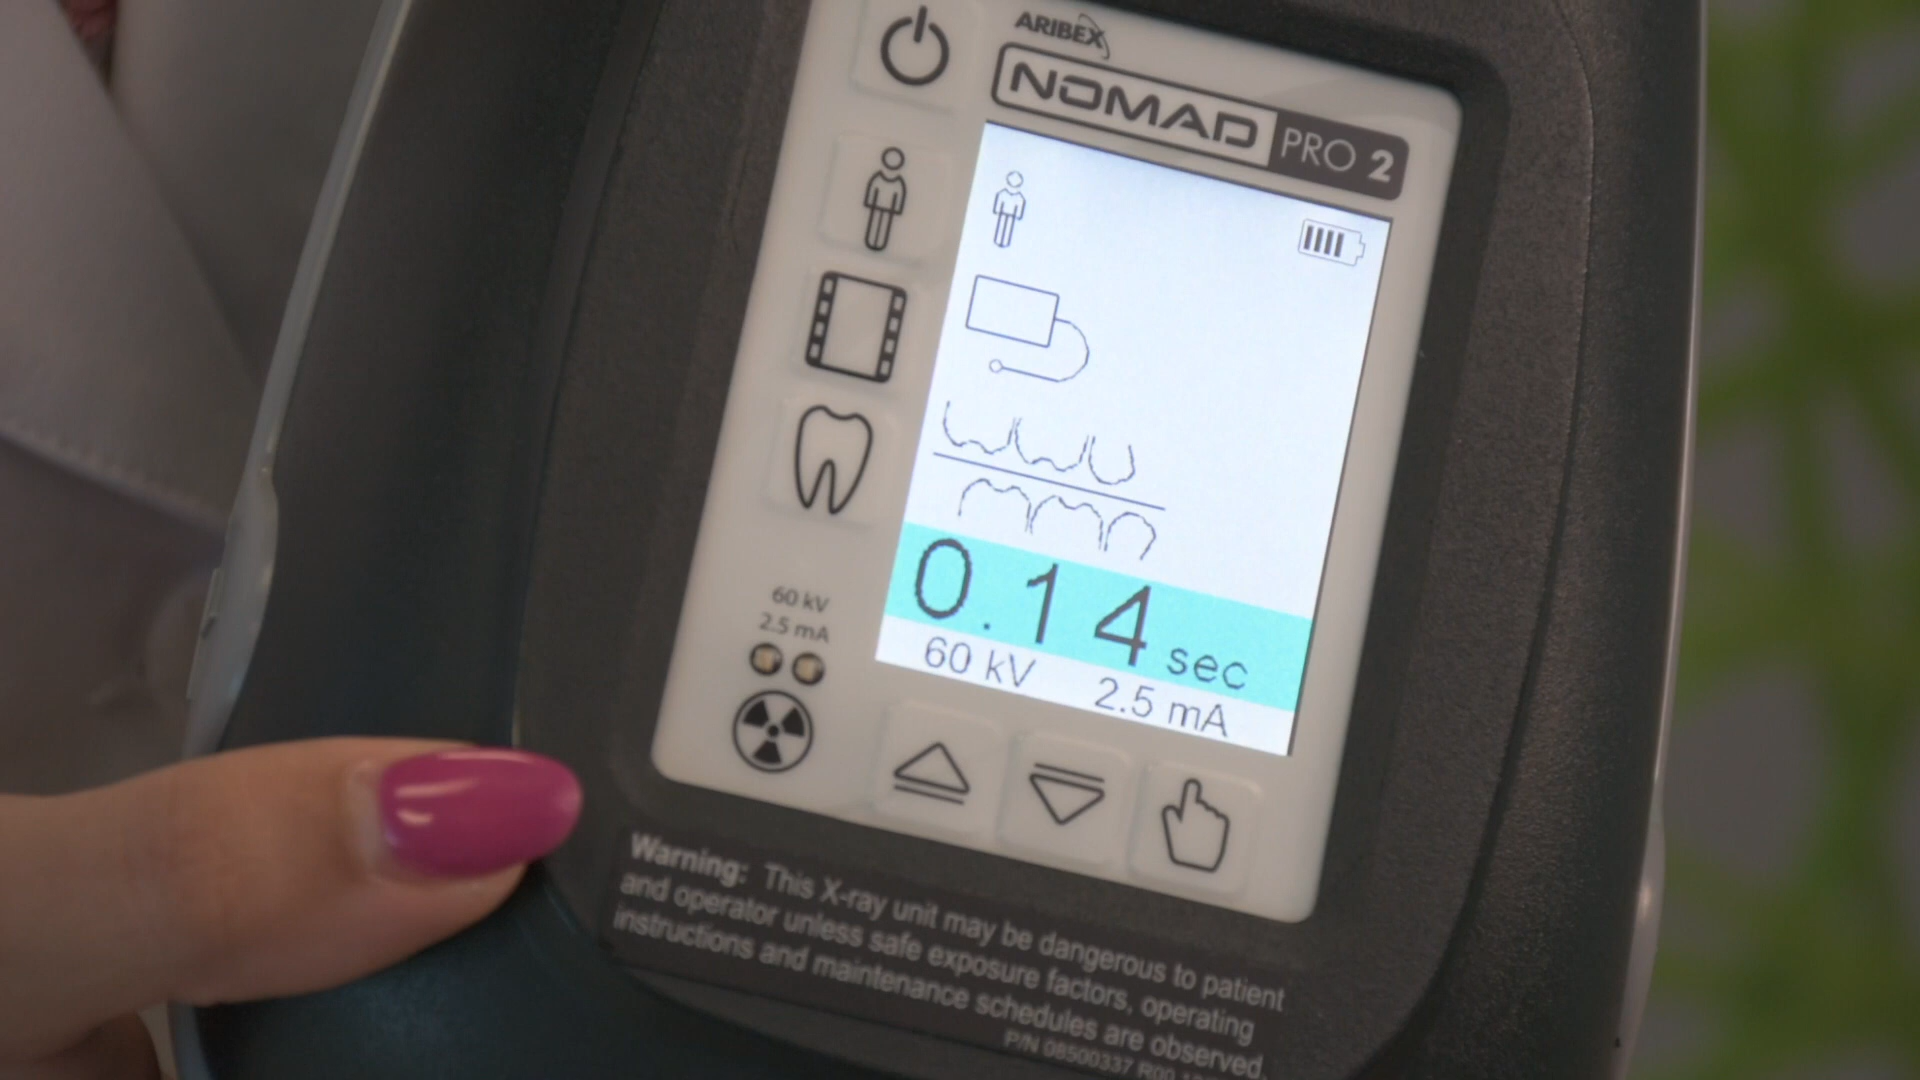 ARIBEX
NOMAD PRO 2
0.14 sec
60 kV 2.5 mA
60 kV
2.5 mA
Warning: This X-ray unit may be dangerous to patient
and operator unless safe exposure factors, operating
instructions and maintenance schedules are observed.
P/N 08500337 R00